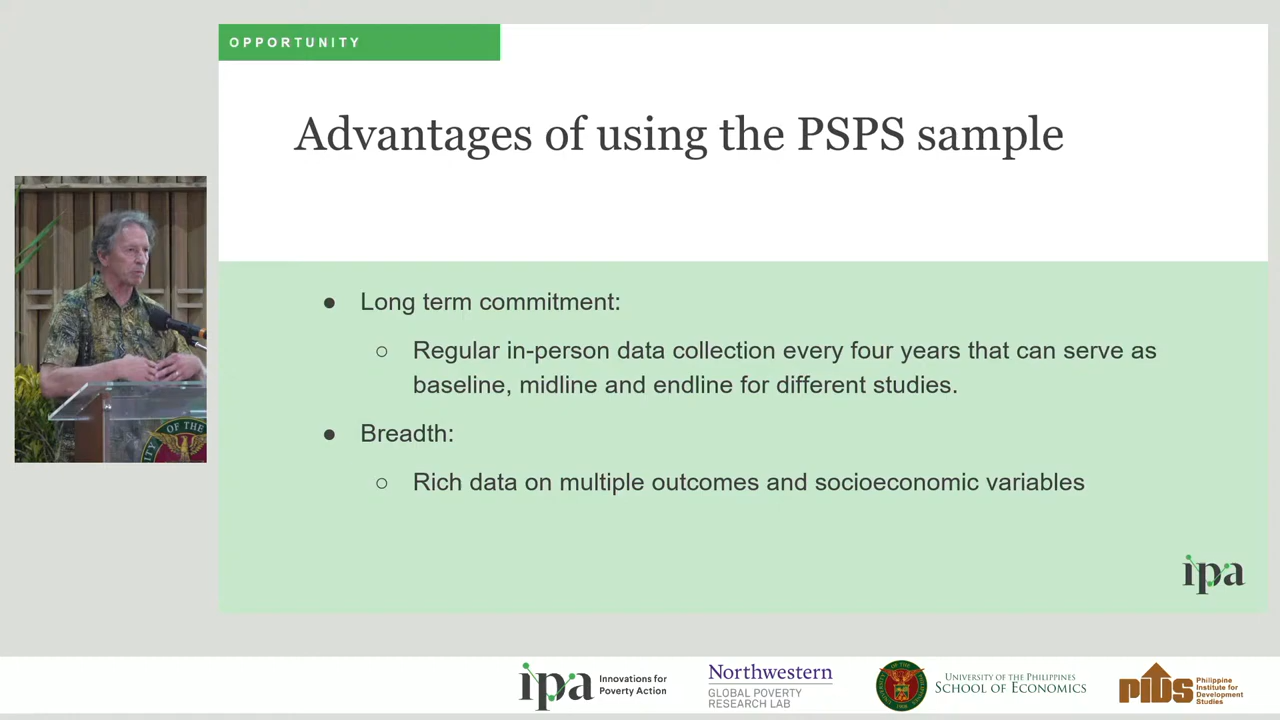 OPPORTUNITY
Advantages of using the PSPS sample
● Long term commitment:
○ Regular in-person data collection every four years that can serve as
baseline, midline and endline for different studies.
● Breadth:
○ Rich data on multiple outcomes and socioeconomic variables
ipa
ITY OF THE
ipa Innovations for
Poverty Action
Northwestern
GLOBAL POVERTY
RESEARCH LAB
UNIVERSITY OF THE PHILIPPINES
SCHOOL OF ECONOMICS
PIDS Philippine
Institute for
Development
Studies